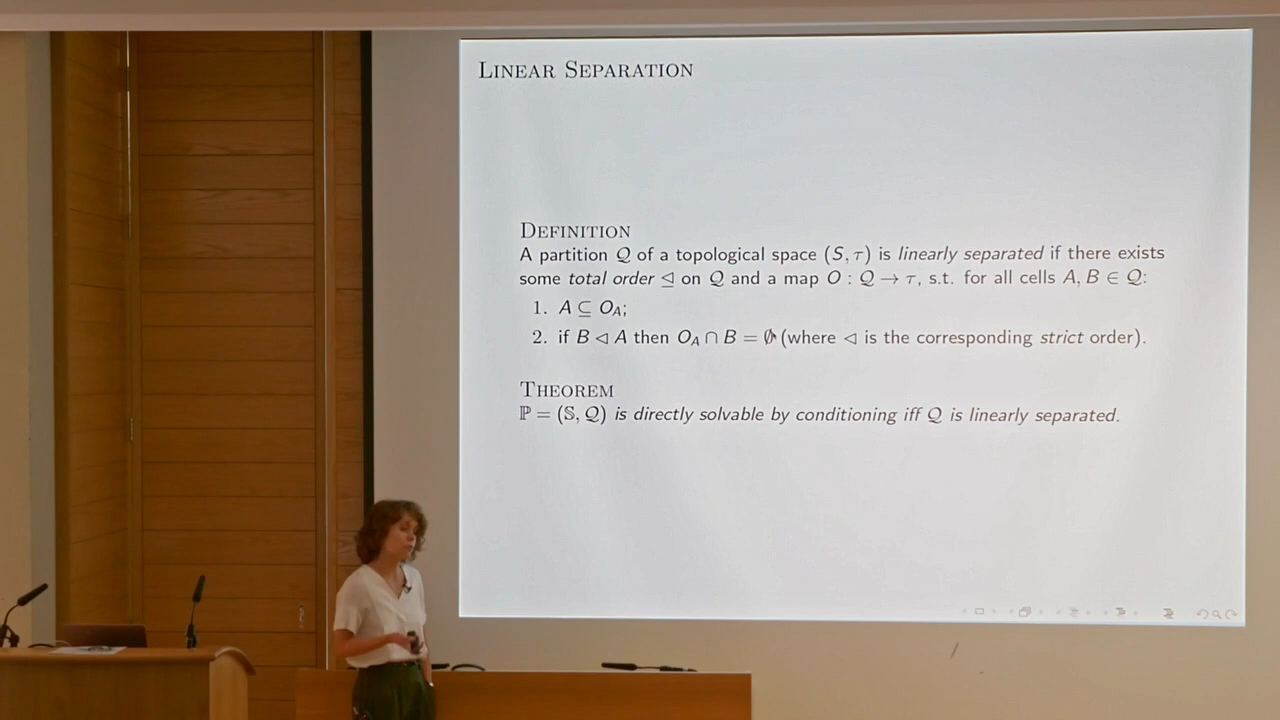 LINEAR SEPARATION
DEFINITION
A partition 𝒬 of a topological space (S, τ) is linearly separated if there exists
some total order ⊴ on 𝒬 and a map O : 𝒬 → τ, s.t. for all cells A, B ∈ 𝒬:
1. A ⊆ O_A;
2. if B ◁ A then O_A ∩ B = ∅ (where ◁ is the corresponding strict order).
THEOREM
ℙ = (𝕊, 𝒬) is directly solvable by conditioning iff 𝒬 is linearly separated.